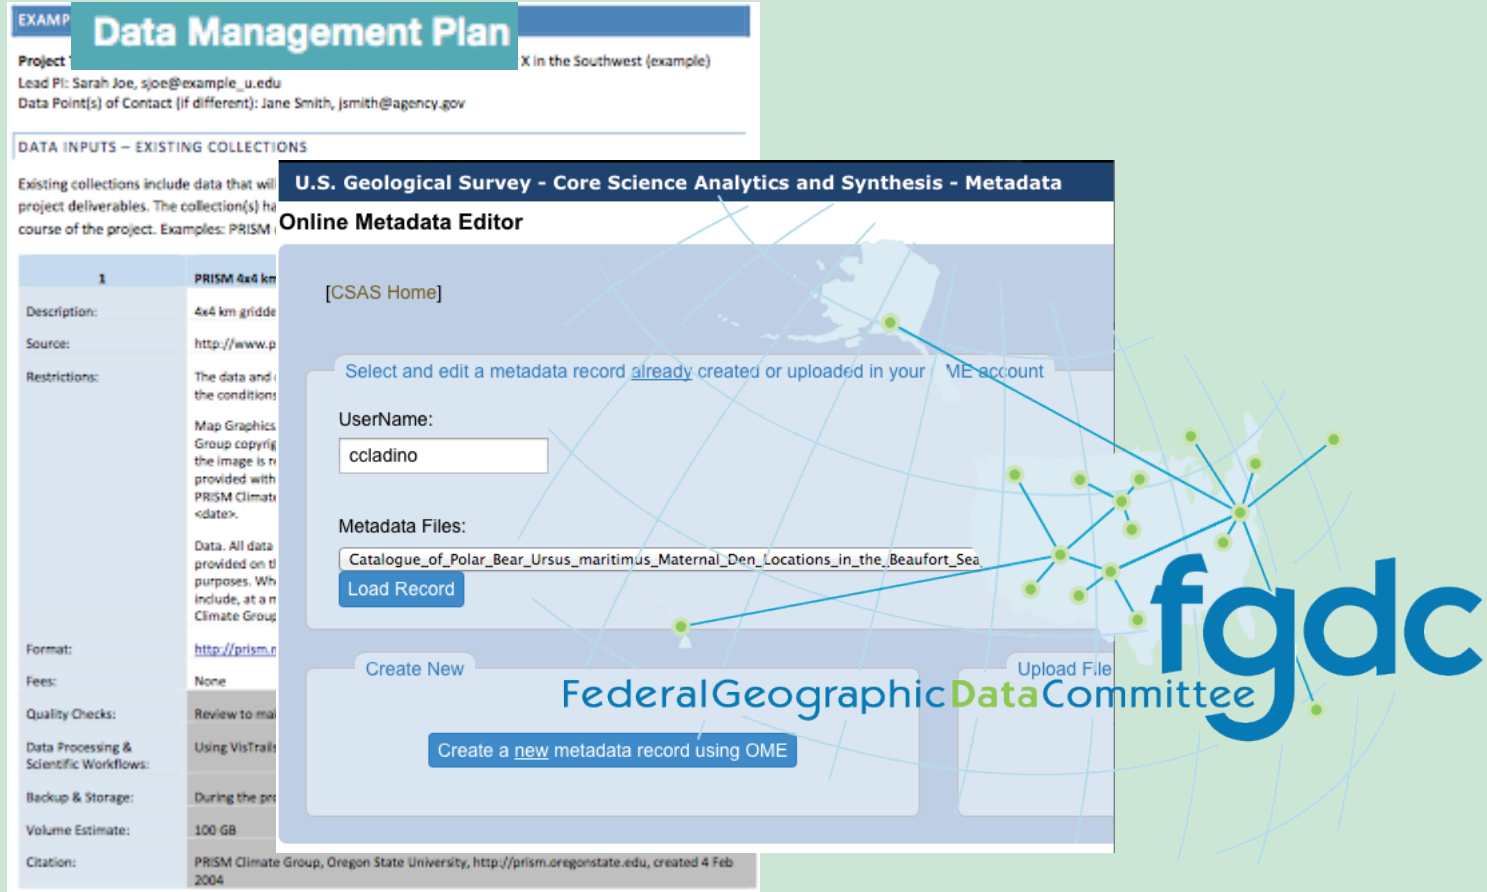 EXAMP
Data Management Plan
Project
X in the Southwest (example)
Lead PI: Sarah Joe, sjoe@example_u.edu
Data Point(s) of Contact (if different): Jane Smith, jsmith@agency.gov
DATA INPUTS – EXISTING COLLECTIONS
Existing collections include data that will
project deliverables. The collection(s) ha
course of the project. Examples: PRISM
1
PRISM 4x4 km
Description:
4x4 km gridde
Source:
http://www.p
Restrictions:
The data and
the conditions
Map Graphics
Group copyrig
the image is
provided with
PRISM Climat
<date>.
Data. All data
provided on
purposes. Wh
include, at a
Climate Group
Format:
http://prism.
Fees:
None
Quality Checks:
Review to mai
Data Processing &
Scientific Workflows:
Using VisTrails
Backup & Storage:
During the pro
Volume Estimate:
100 GB
Citation:
PRISM Climate Group, Oregon State University, http://prism.oregonstate.edu, created 4 Feb
2004
U.S. Geological Survey - Core Science Analytics and Synthesis - Metadata
Online Metadata Editor
[CSAS Home]
Select and edit a metadata record already created or uploaded in your ME account
UserName:
ccladino
Metadata Files:
Catalogue_of_Polar_Bear_Ursus_maritimus_Maternal_Den_Locations_in_the_Beaufort_Sea
Load Record
Create New
Upload File
Create a new metadata record using OME
fgdc
FederalGeographicDataCommittee